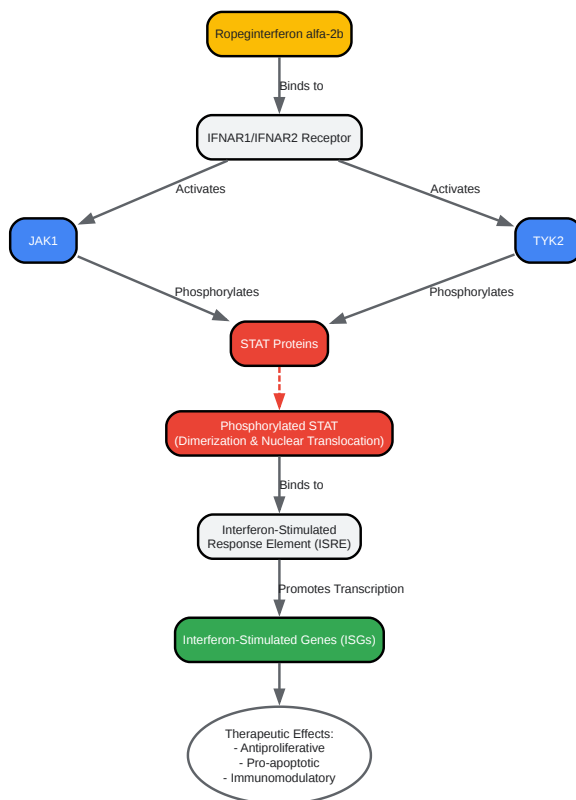 Ropeginterferon alfa-2b
Binds to
IFNAR1/IFNAR2 Receptor
Activates
Activates
JAK1
TYK2
Phosphorylates
Phosphorylates
STAT Proteins
Phosphorylated STAT
(Dimerization & Nuclear Translocation)
Binds to
Interferon-Stimulated
Response Element (ISRE)
Promotes Transcription
Interferon-Stimulated Genes (ISGs)
Therapeutic Effects:
- Antiproliferative
- Pro-apoptotic
- Immunomodulatory